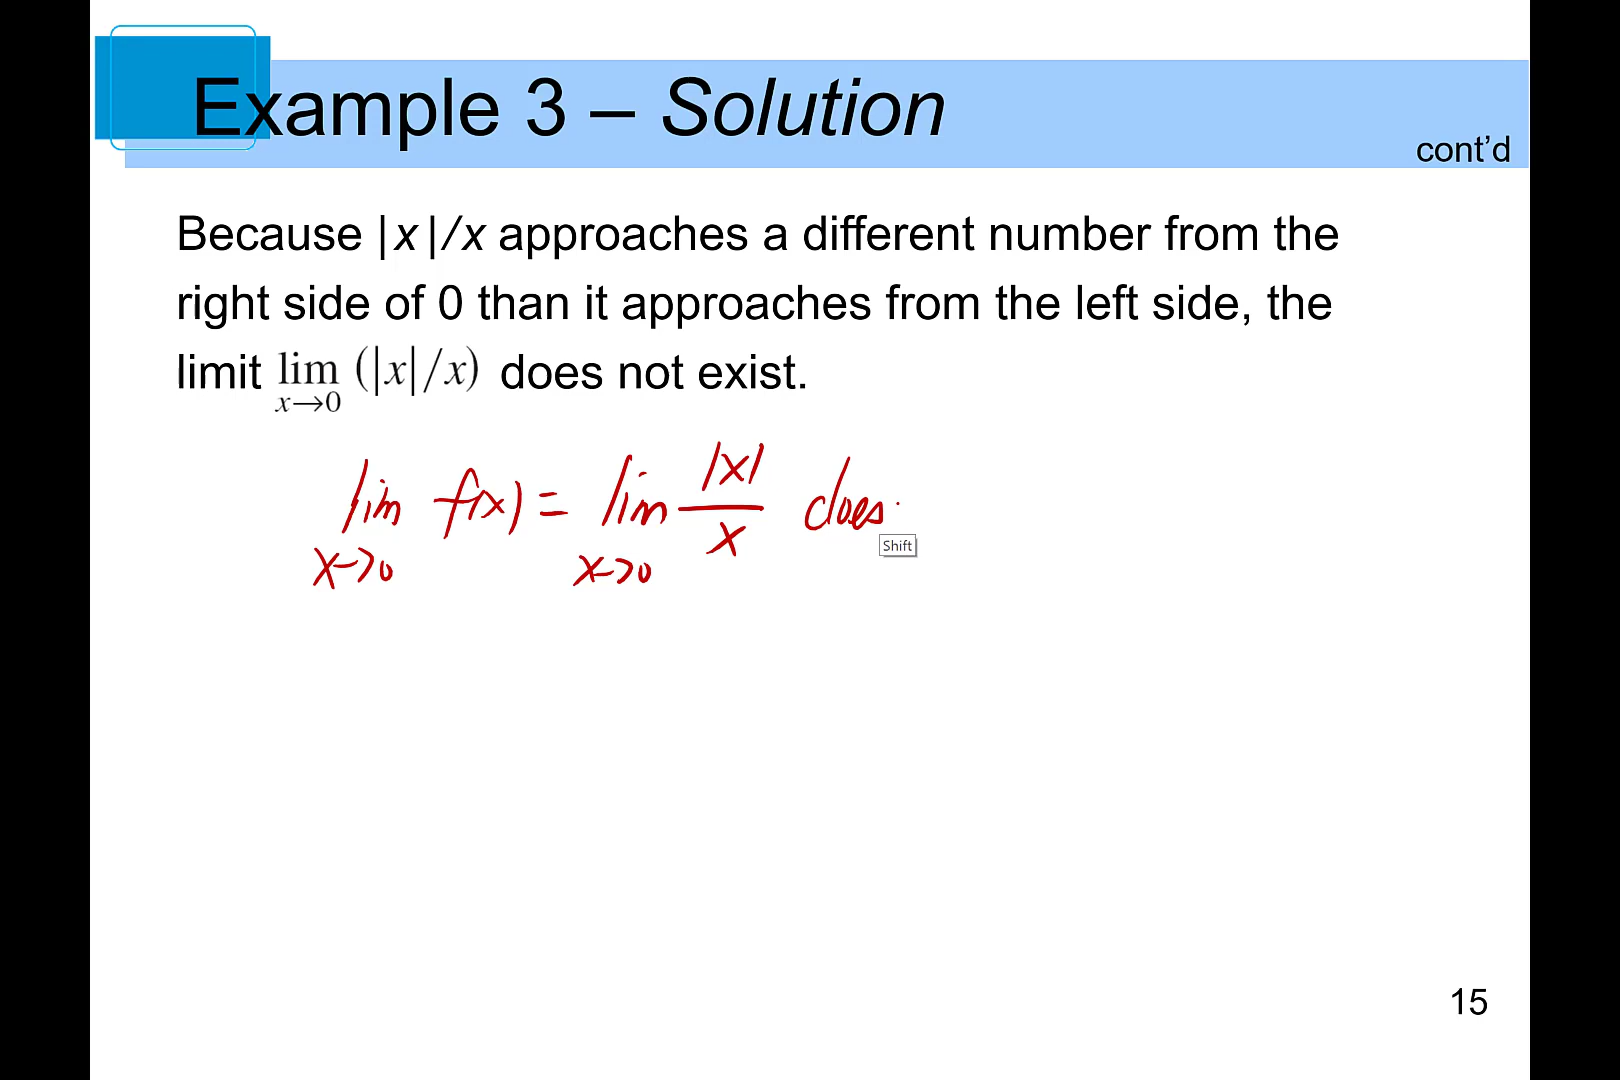 Example 3 – Solution
cont’d
Because |x|/x approaches a different number from the
right side of 0 than it approaches from the left side, the
limit lim x→0 (|x|/x) does not exist.
lim x→0 f(x) = lim x→0 |x|/x does
Shift
15